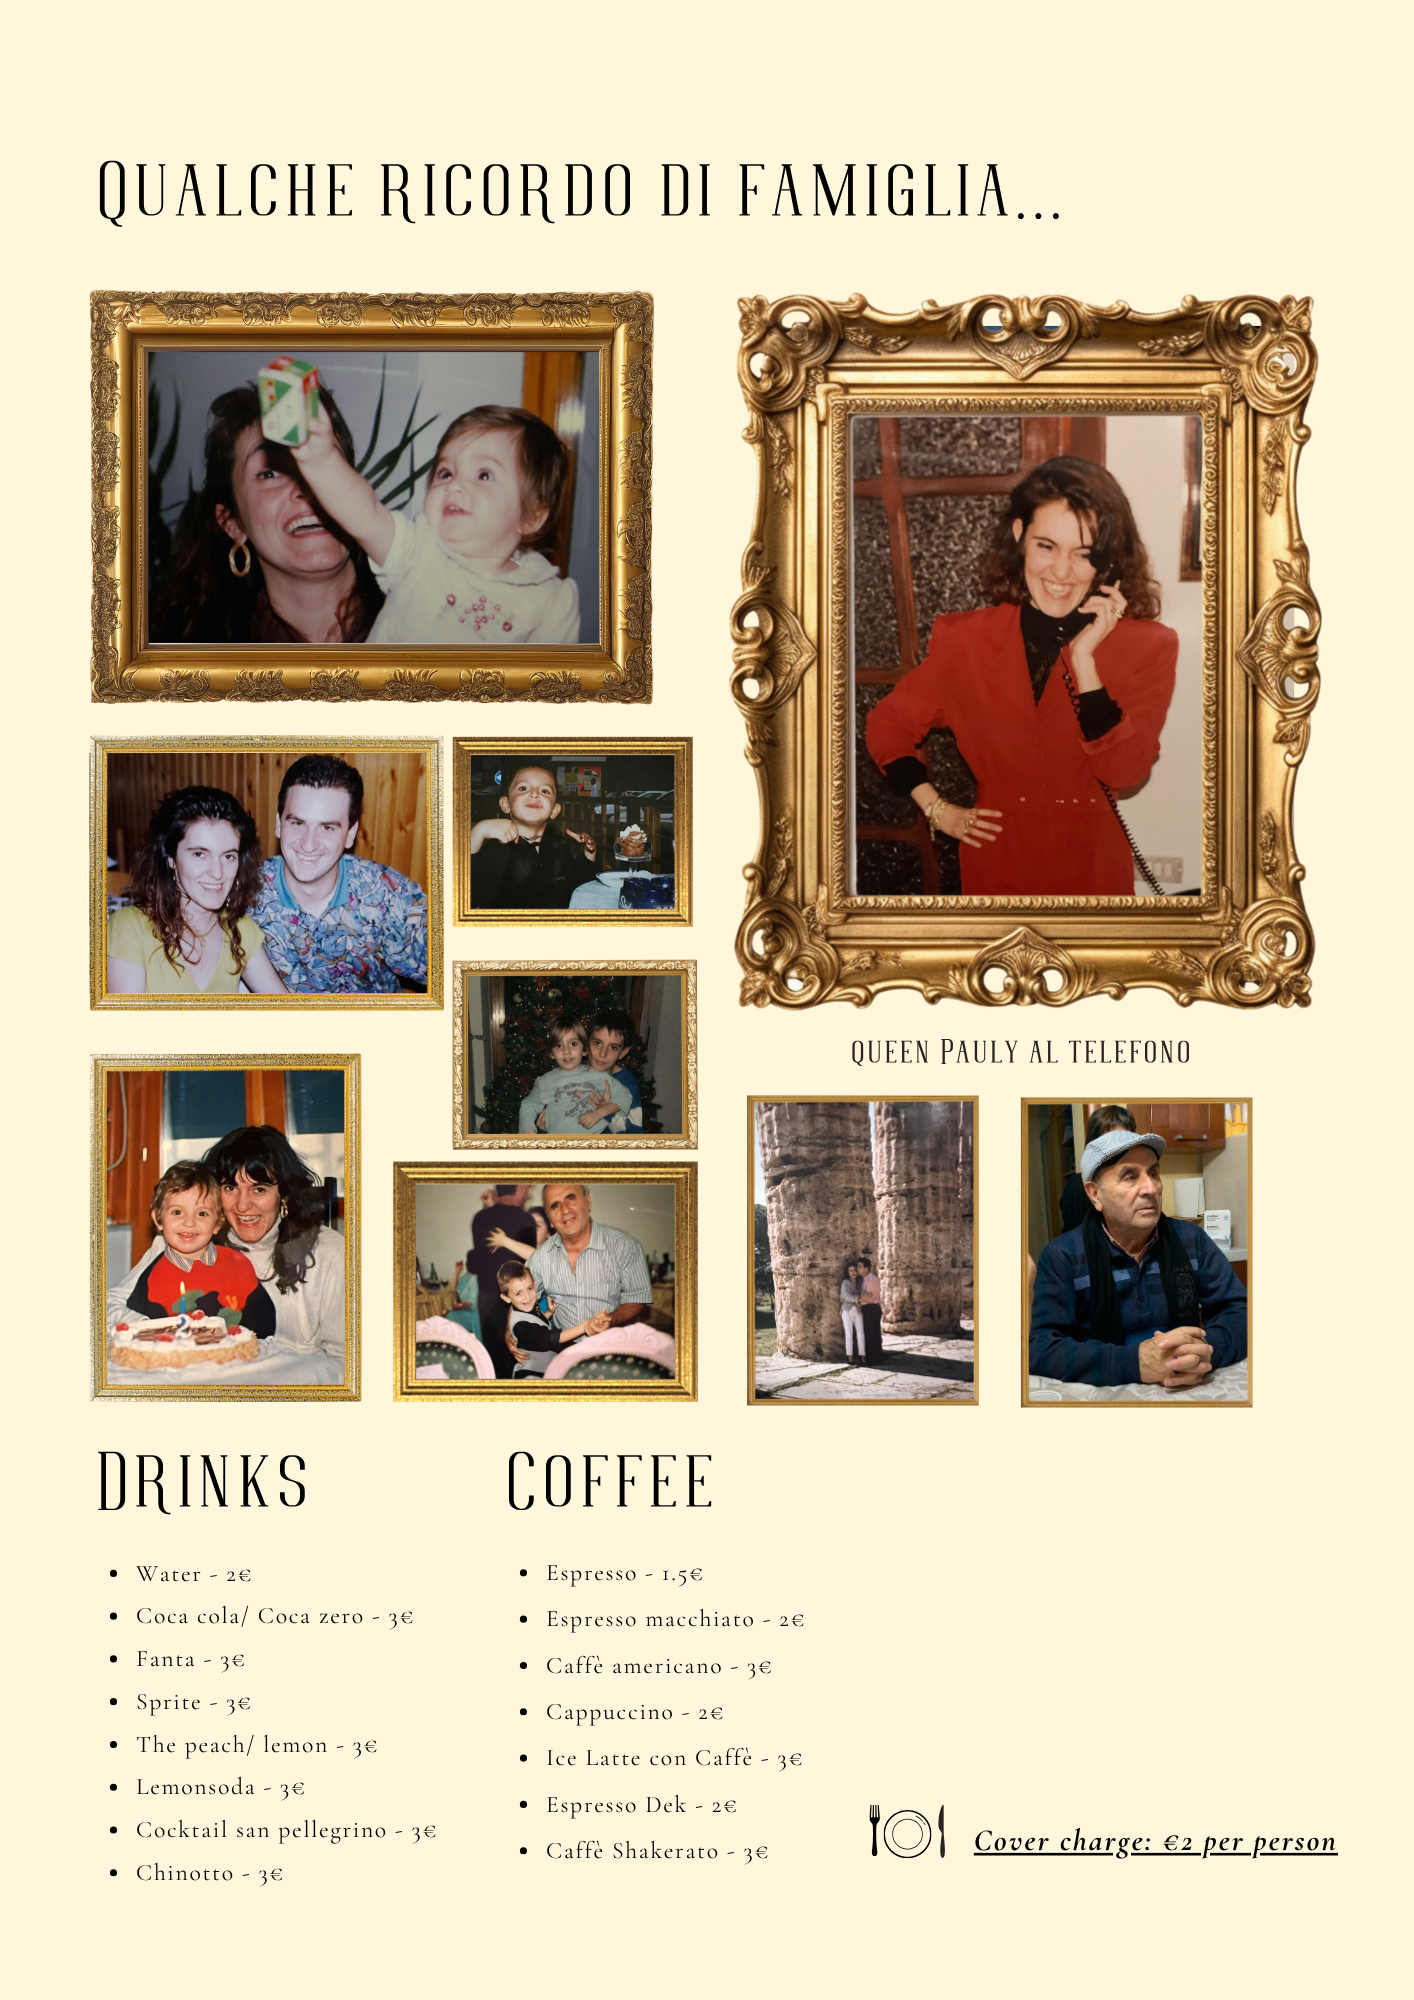 Qualche ricordo di famiglia...
queen Pauly al telefono
Drinks
Water - 2€
Coca cola/ Coca zero - 3€
Fanta - 3€
Sprite - 3€
The peach/ lemon - 3€
Lemonsoda - 3€
Cocktail san pellegrino - 3€
Chinotto - 3€
Coffee
Espresso - 1.5€
Espresso macchiato - 2€
Caffè americano - 3€
Cappuccino - 2€
Ice Latte con Caffè - 3€
Espresso Dek - 2€
Caffè Shakerato - 3€
Cover charge: €2 per person